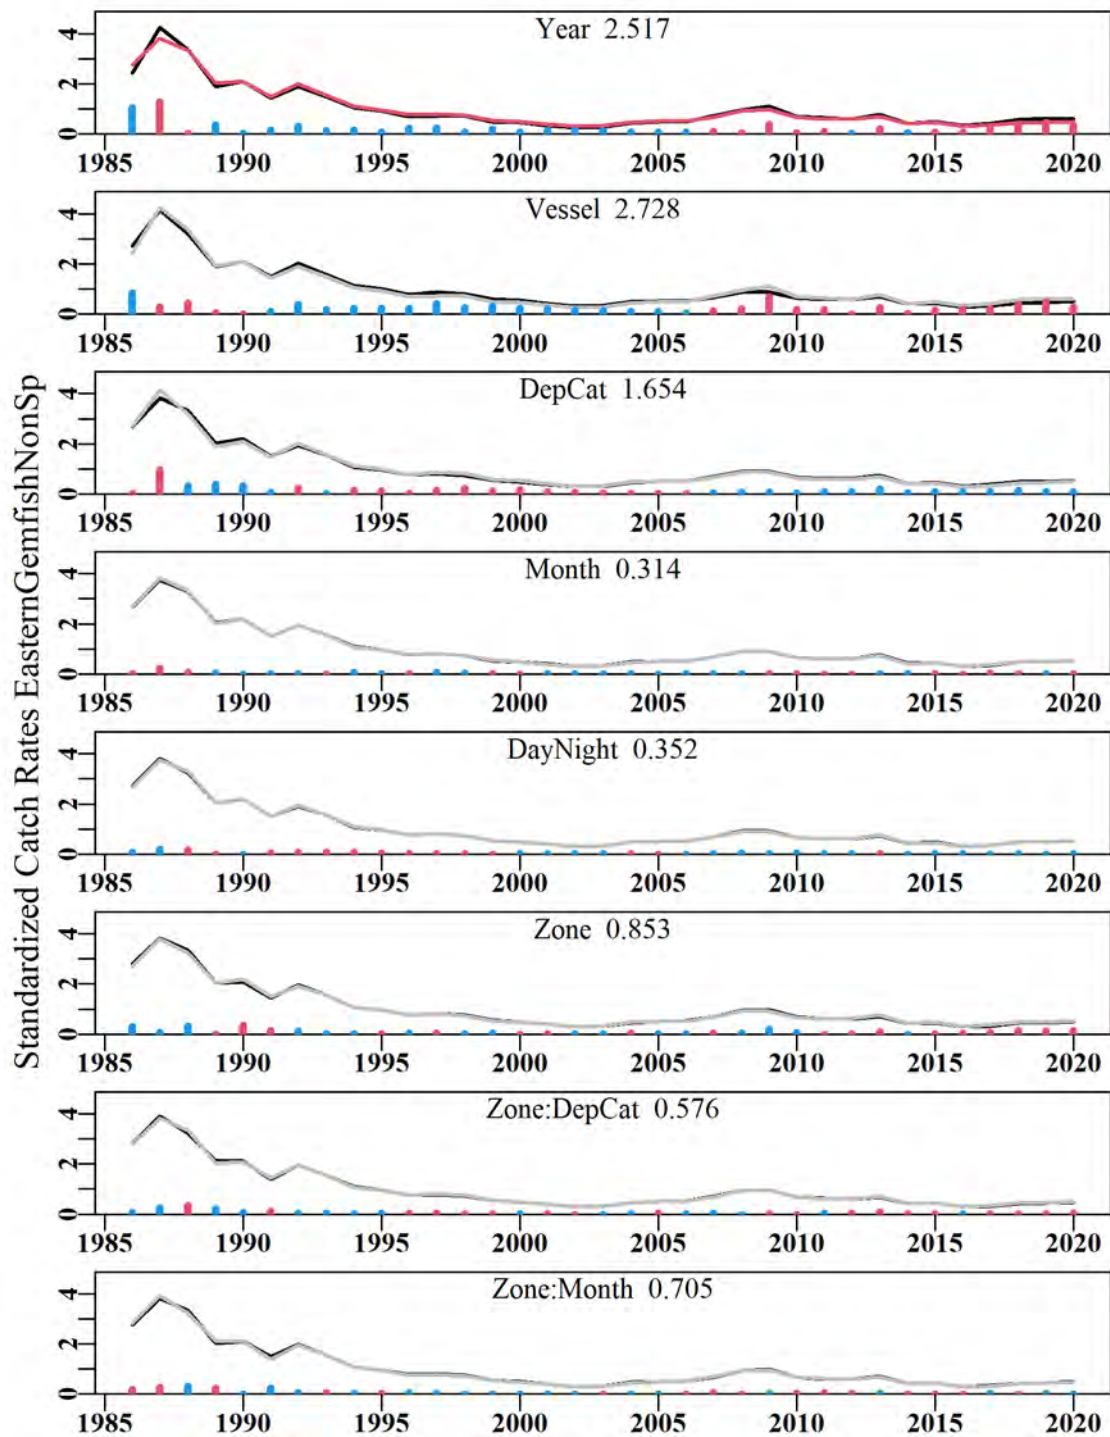 Standardized Catch Rates EasternGemfishNonSp
Year 2.517
0 2 4
1985 1990 1995 2000 2005 2010 2015 2020
Vessel 2.728
0 2 4
1985 1990 1995 2000 2005 2010 2015 2020
DepCat 1.654
0 2 4
1985 1990 1995 2000 2005 2010 2015 2020
Month 0.314
0 2 4
1985 1990 1995 2000 2005 2010 2015 2020
DayNight 0.352
0 2 4
1985 1990 1995 2000 2005 2010 2015 2020
Zone 0.853
0 2 4
1985 1990 1995 2000 2005 2010 2015 2020
Zone:DepCat 0.576
0 2 4
1985 1990 1995 2000 2005 2010 2015 2020
Zone:Month 0.705
0 2 4
1985 1990 1995 2000 2005 2010 2015 2020